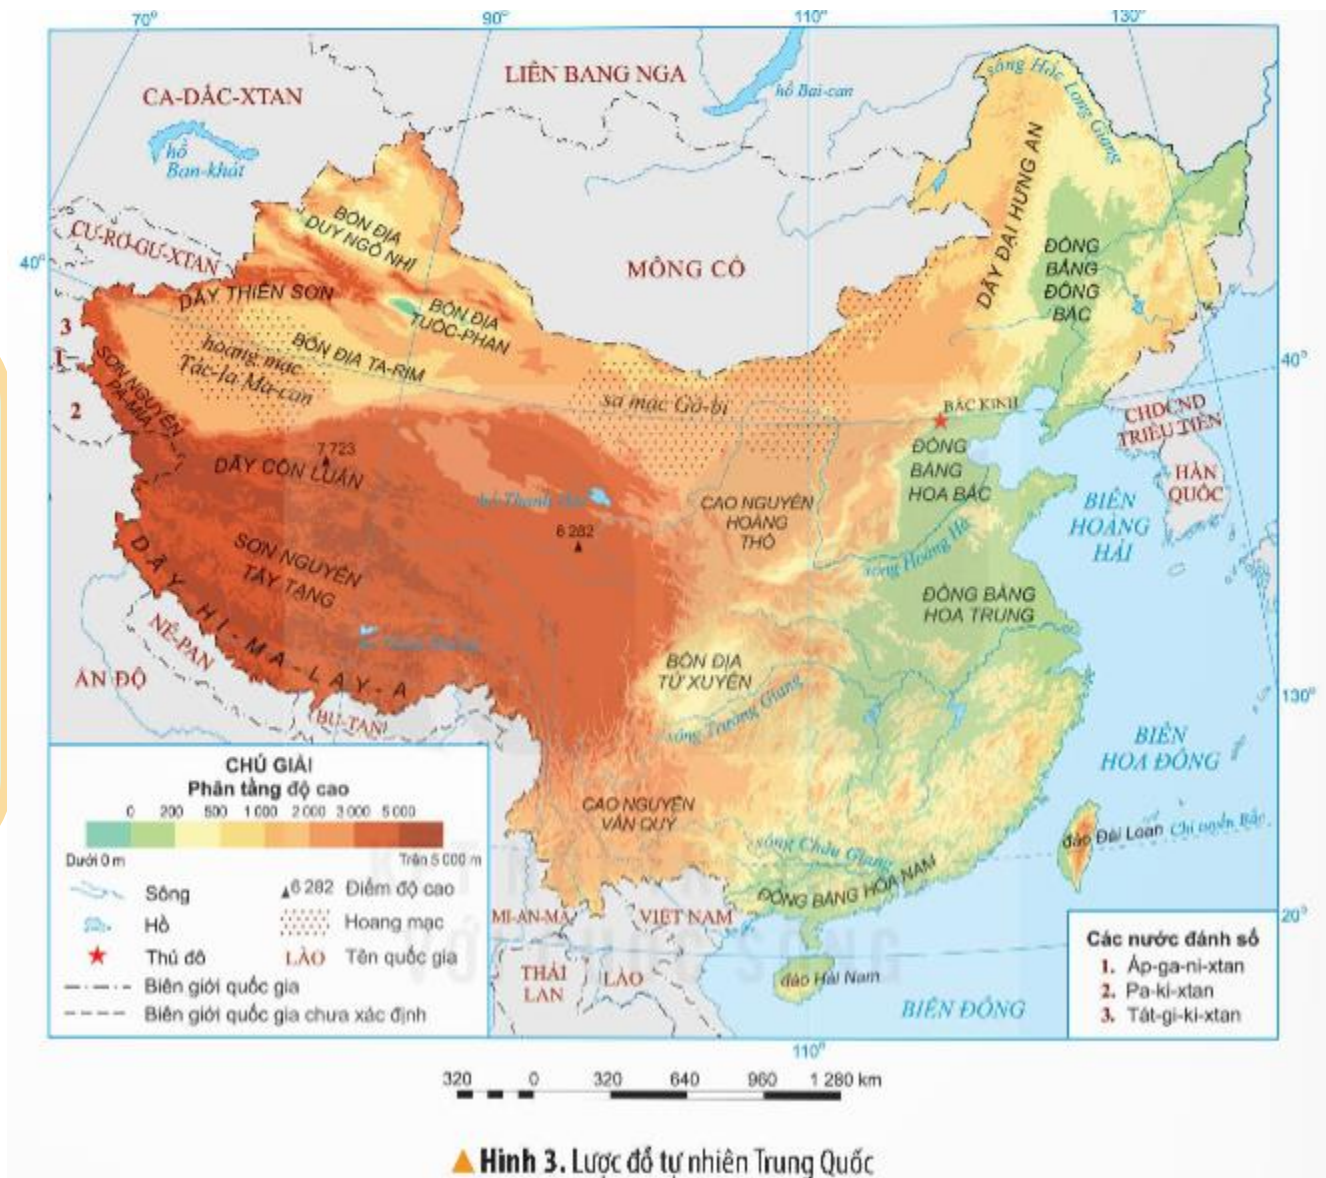 70°
90°
110°
130°
LIÊN BANG NGA
CA-DẮC-XTAN
hồ Bai-can
sông Hắc Long Giang
hồ
Ban-khát
BỒN ĐỊA
DUY NGÔ NHĨ
DÃY ĐẠI HƯNG AN
CƯ-RƠ-GƯ-XTAN
40°
MÔNG CỔ
ĐỒNG
BẰNG
ĐÔNG
BẮC
DÃY THIÊN SƠN
BỒN ĐỊA
TUỐC-PHAN
3
1
2
hoang mạc
Tác-la Ma-can
BỒN ĐỊA TA-RIM
SƠN NGUYÊN
PA-MIA
40°
sa mạc Gô-bi
BẮC KINH
CHDCND
TRIỀU TIÊN
ĐỒNG
BẰNG
HOA BẮC
7 723
DÃY CÔN LUÂN
HÀN
QUỐC
BIỂN
HOÀNG
HẢI
CAO NGUYÊN
HOÀNG
THỔ
6 282
SƠN NGUYÊN
TÂY TẠNG
sông Hoàng Hà
ĐỒNG BẰNG
HOA TRUNG
DÃY HI-MA-LAY-A
NÊ-PAN
ẤN ĐỘ
BU-TAN
BỒN ĐỊA
TỨ XUYÊN
sông Trường Giang
130°
BIỂN
HOA ĐÔNG
CAO NGUYÊN
VÂN QUÝ
sông Châu Giang
đảo Đài Loan
Chí tuyến Bắc
ĐỒNG BẰNG HOA NAM
MI-AN-MA
VIỆT NAM
20°
THÁI
LAN
LÀO
đảo Hải Nam
BIỂN ĐÔNG
110°
CHÚ GIẢI
Phân tầng độ cao
0 200 500 1 000 2 000 3 000 5 000
Dưới 0 m
Trên 5 000 m
Sông
6 282 Điểm độ cao
Hồ
Hoang mạc
Thủ đô
LÀO Tên quốc gia
Biên giới quốc gia
Biên giới quốc gia chưa xác định
Các nước đánh số
1. Áp-ga-ni-xtan
2. Pa-ki-xtan
3. Tát-gi-ki-xtan
320 0 320 640 960 1 280 km
Hình 3. Lược đồ tự nhiên Trung Quốc